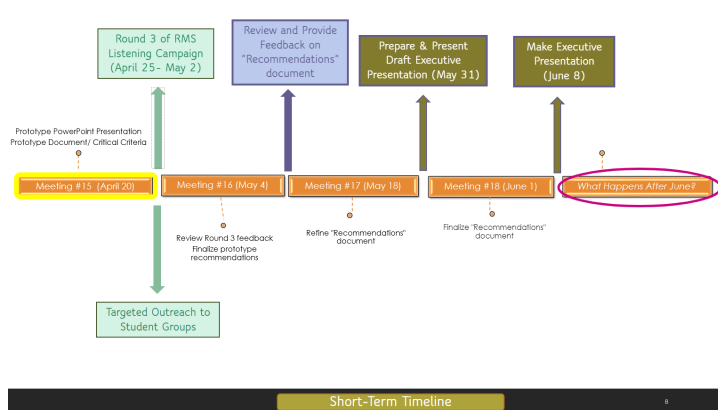 Round 3 of RMS
Listening Campaign
(April 25- May 2)
Review and Provide
Feedback on
"Recommendations"
document
Prepare & Present
Draft Executive
Presentation (May 31)
Make Executive
Presentation
(June 8)
Prototype PowerPoint Presentation
Prototype Document/ Critical Criteria
Meeting #15 (April 20)
Meeting #16 (May 4)
Meeting #17 (May 18)
Meeting #18 (June 1)
What Happens After June?
Review Round 3 feedback
Finalize prototype
recommendations
Refine "Recommendations"
document
Finalize "Recommendations"
document
Targeted Outreach to
Student Groups
Short-Term Timeline
8